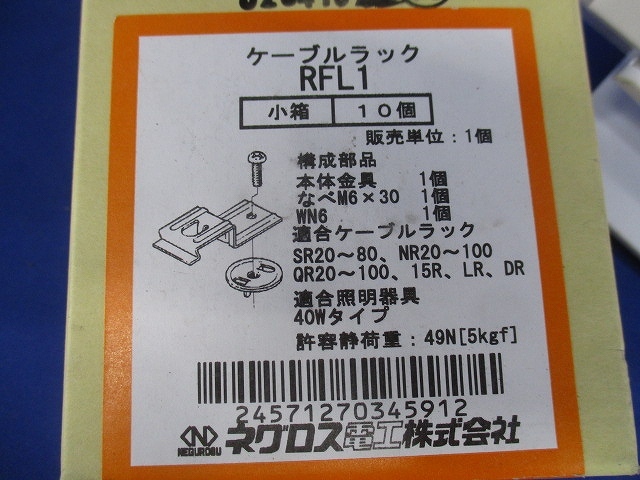 ケーブルラック
RFL1
小箱 10個
販売単位:1個
構成部品
本体金具 1個
なべM6×30 1個
WN6 1個
適合ケーブルラック
SR20～80、NR20～100
QR20～100、15R、LR、DR
適合照明器具
40Wタイプ
許容静荷重:49N[5kgf]
24571270345912
NEGUROSU ネグロス電工株式会社